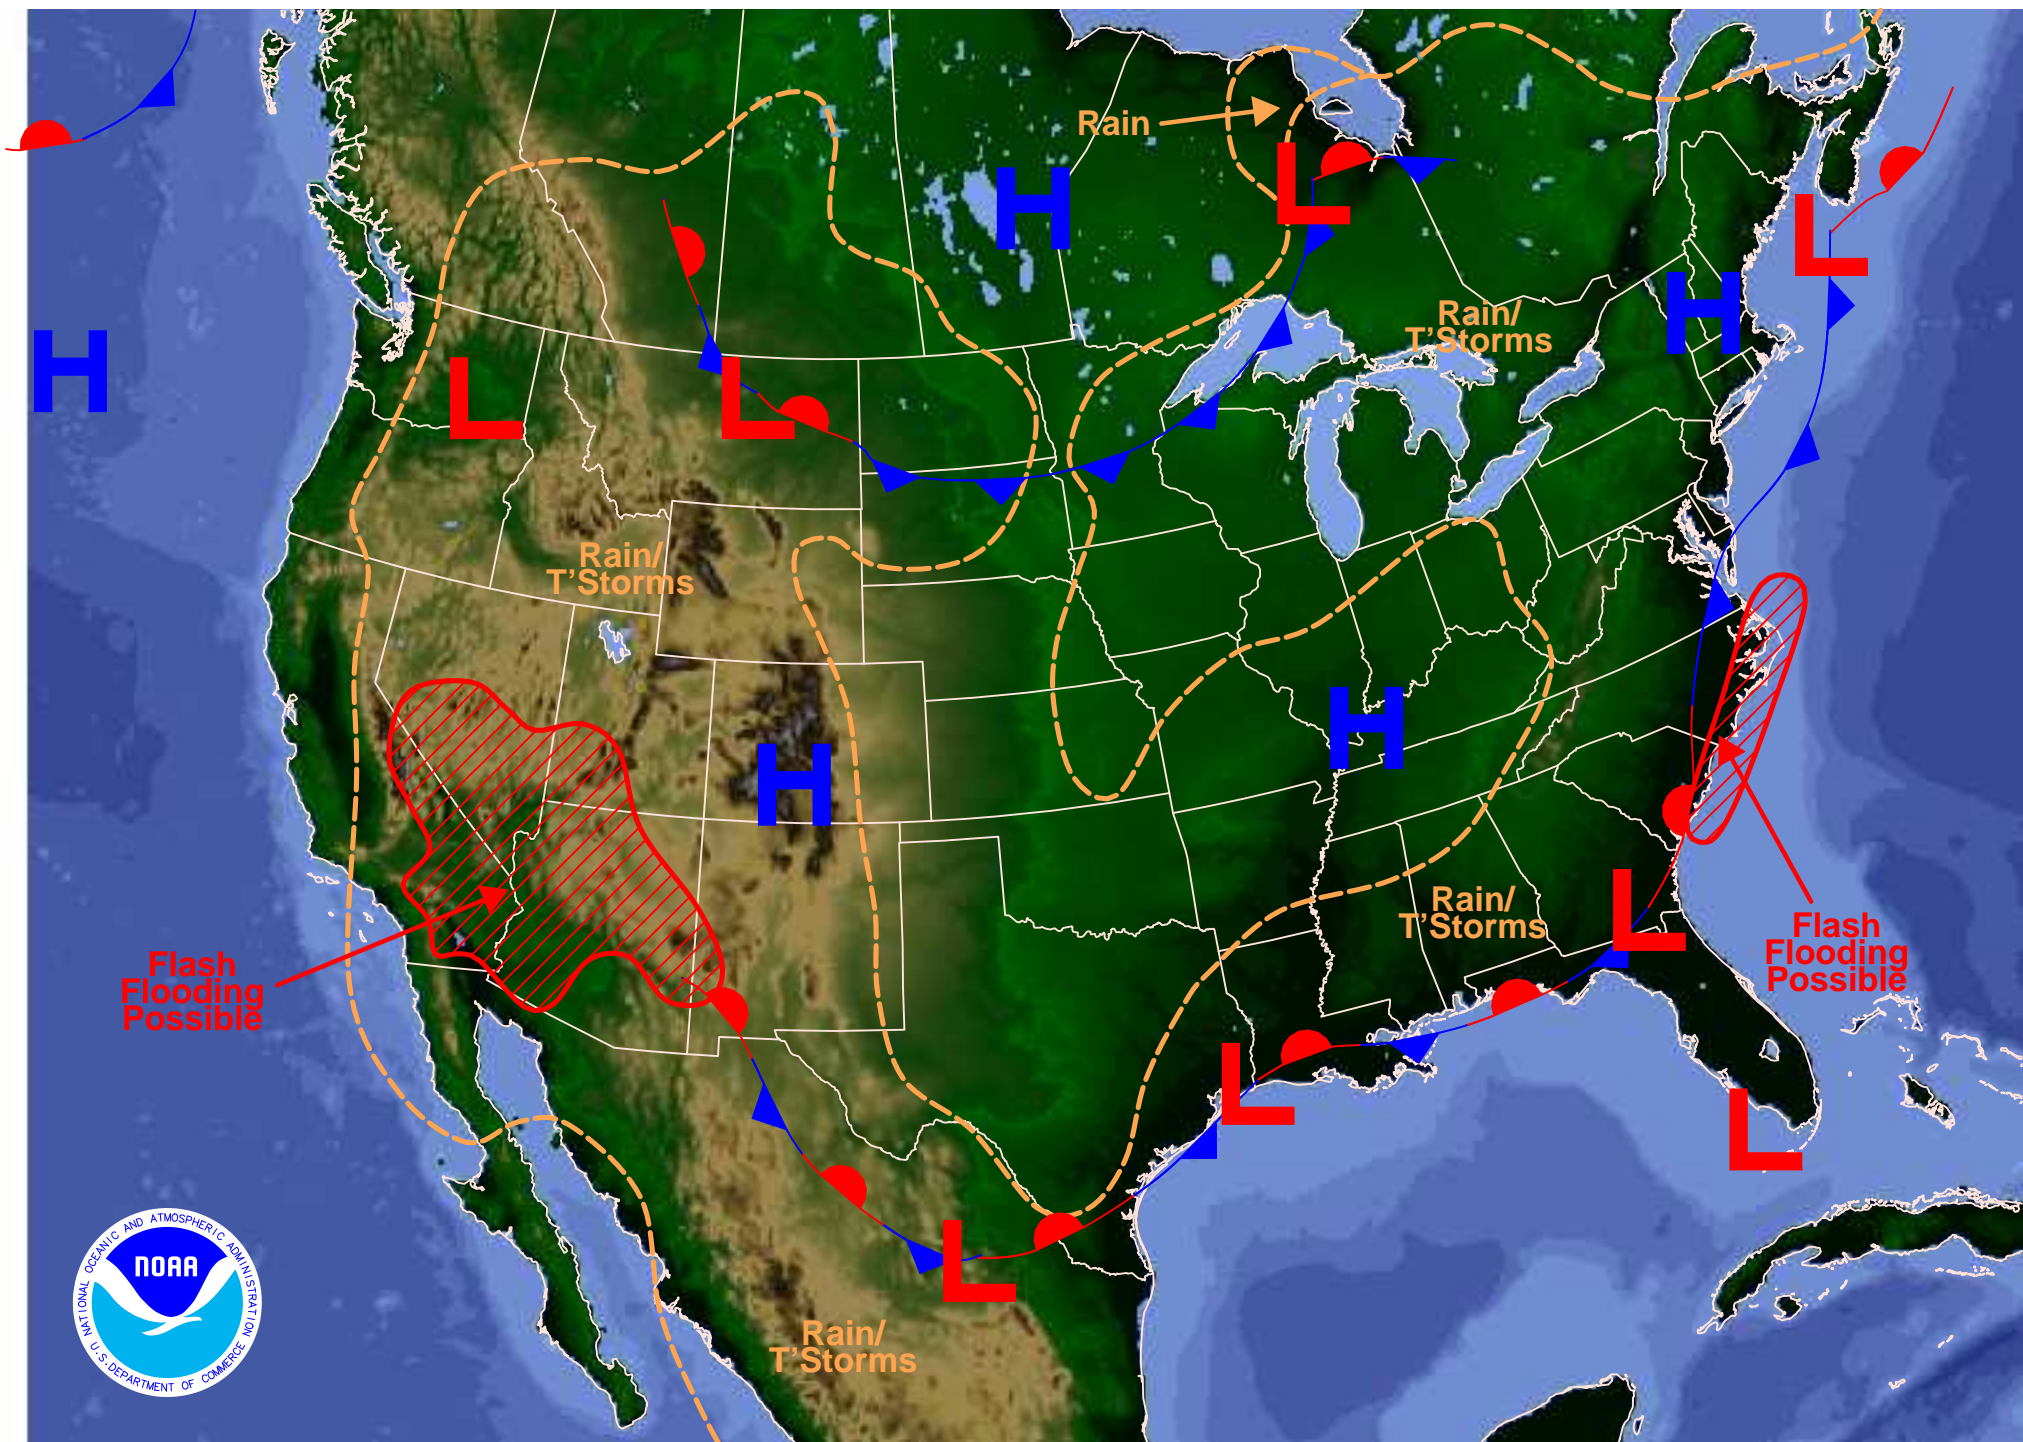 Rain
H
L
L
H
L
L
H
Rain/
T'Storms
H
L
L
Rain/
T'Storms
H
H
Rain/
T'Storms
L
Flash
Flooding
Possible
Flash
Flooding
Possible
L
L
L
Rain/
T'Storms
NATIONAL OCEANIC AND ATMOSPHERIC ADMINISTRATION
NOAA
U.S. DEPARTMENT OF COMMERCE